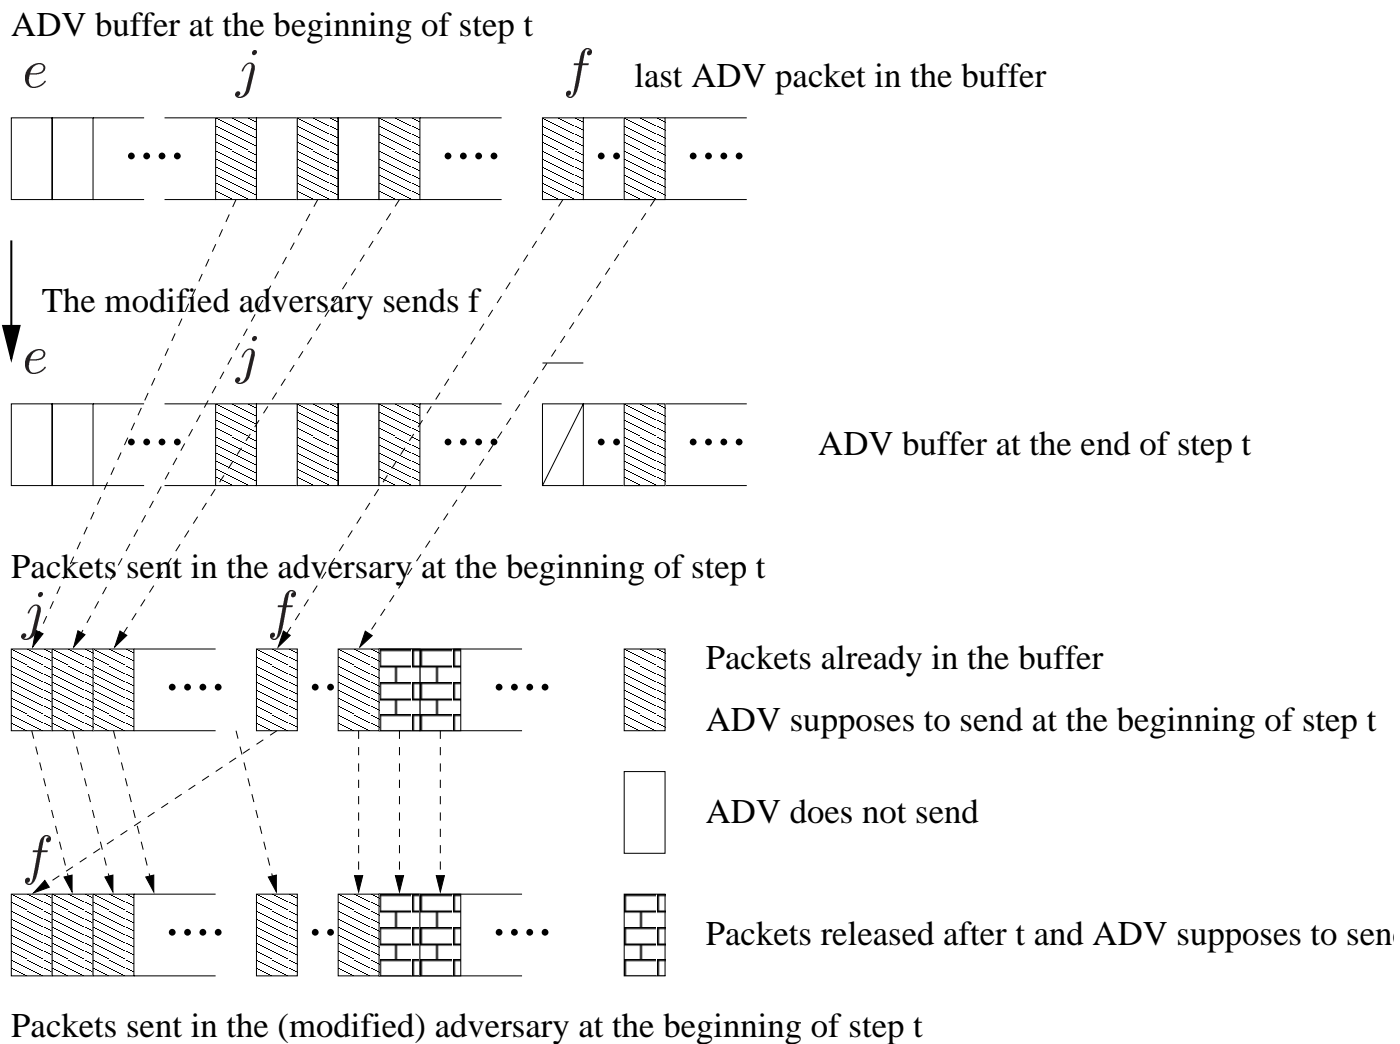 ADV buffer at the beginning of step t
e j f last ADV packet in the buffer
The modified adversary sends f
e j
ADV buffer at the end of step t
Packets sent in the adversary at the beginning of step t
j f
Packets already in the buffer
ADV supposes to send at the beginning of step t
ADV does not send
f
Packets released after t and ADV supposes to
Packets sent in the (modified) adversary at the beginning of step t